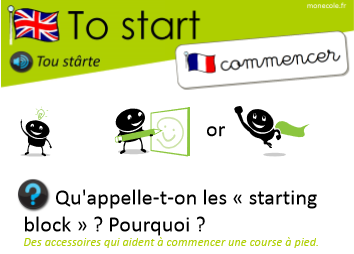 monecole.fr
To start
Tou stârte
commencer
or
Qu'appelle-t-on les « starting
block » ? Pourquoi ?
Des accessoires qui aident à commencer une course à pied.